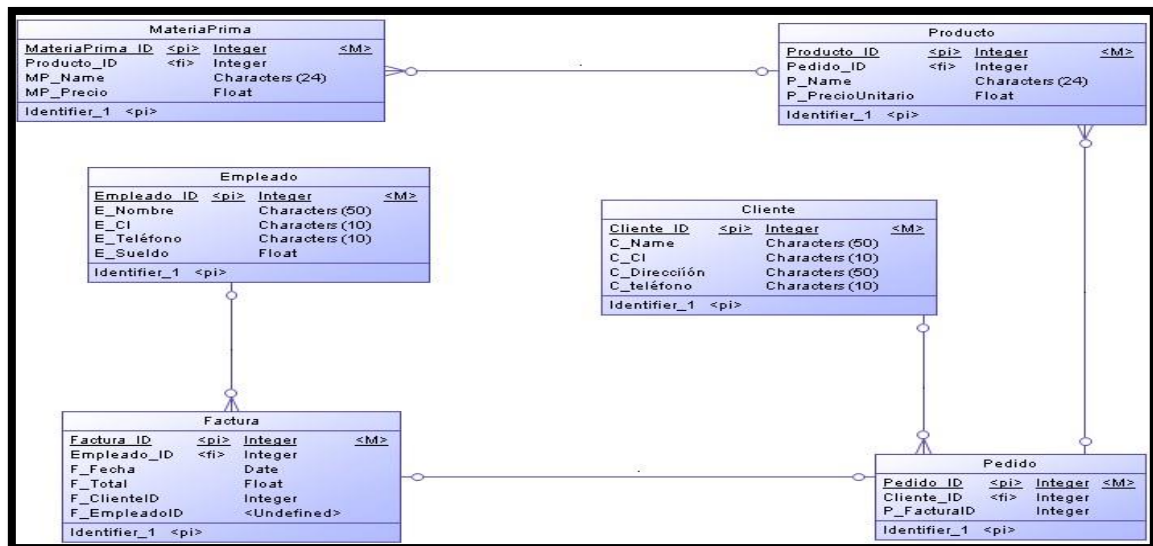 MateriaPrima
MateriaPrima_ID <pi> Integer <M>
Producto_ID <fi> Integer
MP_Name Characters (24)
MP_Precio Float
Identifier_1 <pi>
Producto
Producto_ID <pi> Integer <M>
Pedido_ID <fi> Integer
P_Name Characters (24)
P_PrecioUnitario Float
Identifier_1 <pi>
Empleado
Empleado_ID <pi> Integer <M>
E_Nombre Characters (50)
E_CI Characters (10)
E_Teléfono Characters (10)
E_Sueldo Float
Identifier_1 <pi>
Cliente
Cliente_ID <pi> Integer <M>
C_Name Characters (50)
C_CI Characters (10)
C_Direcciíón Characters (50)
C_teléfono Characters (10)
Identifier_1 <pi>
Factura
Factura_ID <pi> Integer <M>
Empleado_ID <fi> Integer
F_Fecha Date
F_Total Float
F_ClienteID Integer
F_EmpleadoID <Undefined>
Identifier_1 <pi>
Pedido
Pedido_ID <pi> Integer <M>
Cliente_ID <fi> Integer
P_FacturaID Integer
Identifier_1 <pi>